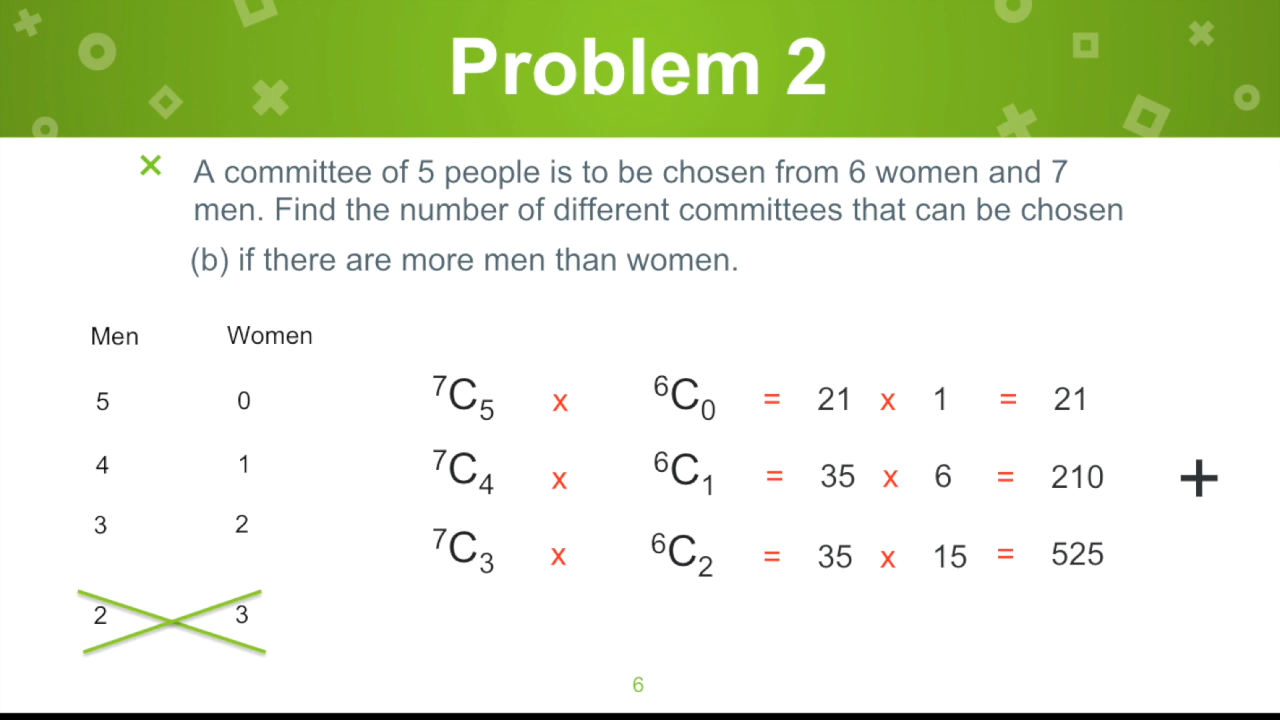 Problem 2
A committee of 5 people is to be chosen from 6 women and 7
men. Find the number of different committees that can be chosen
(b) if there are more men than women.
Men Women
5 0 ⁷C₅ x ⁶C₀ = 21 x 1 = 21
4 1 ⁷C₄ x ⁶C₁ = 35 x 6 = 210 +
3 2 ⁷C₃ x ⁶C₂ = 35 x 15 = 525
2 3
6